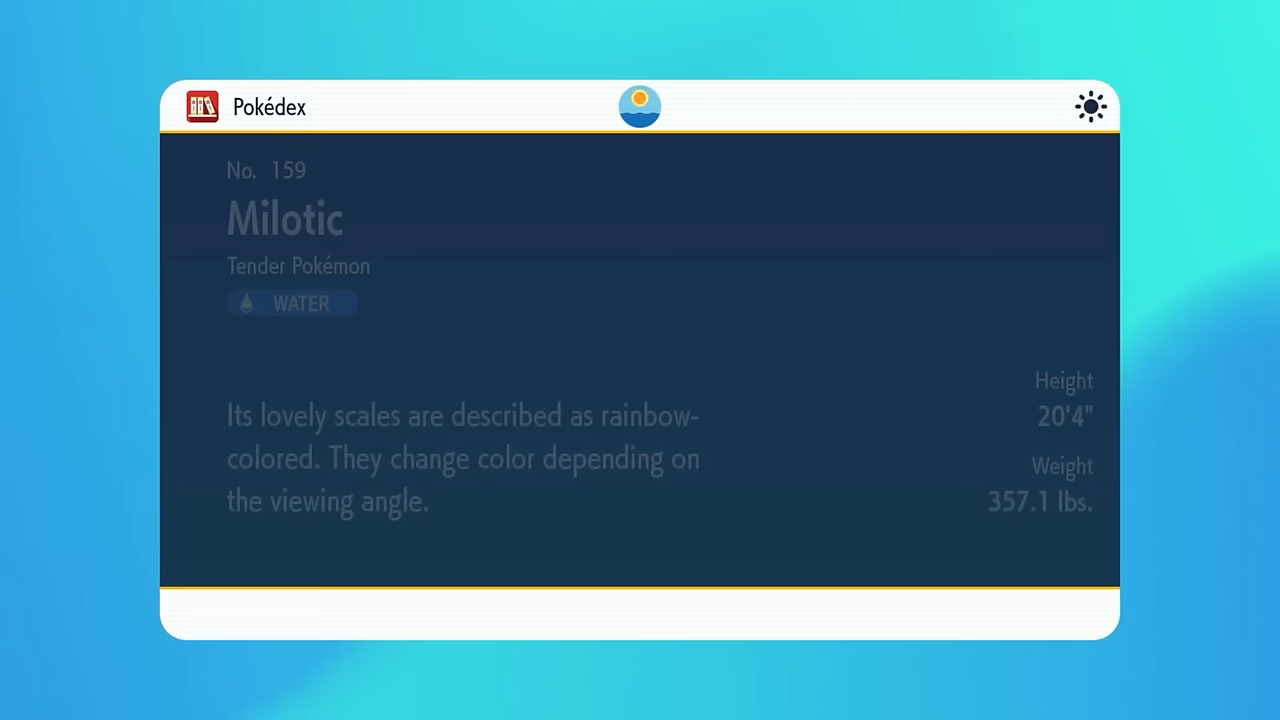 Pokédex
No. 159
Milotic
Tender Pokémon
WATER
Its lovely scales are described as rainbow-
colored. They change color depending on
the viewing angle.
Height
20'4"
Weight
357.1 lbs.